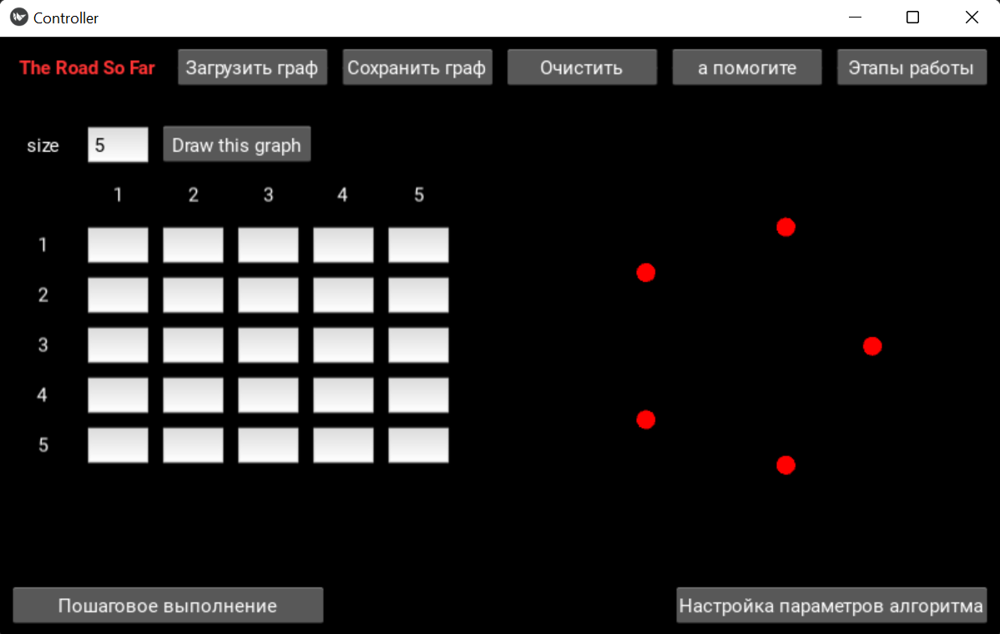 Controller
The Road So Far Загрузить граф Сохранить граф Очистить а помогите Этапы работы
size 5 Draw this graph
1 2 3 4 5
1
2
3
4
5
Пошаговое выполнение Настройка параметров алгоритма